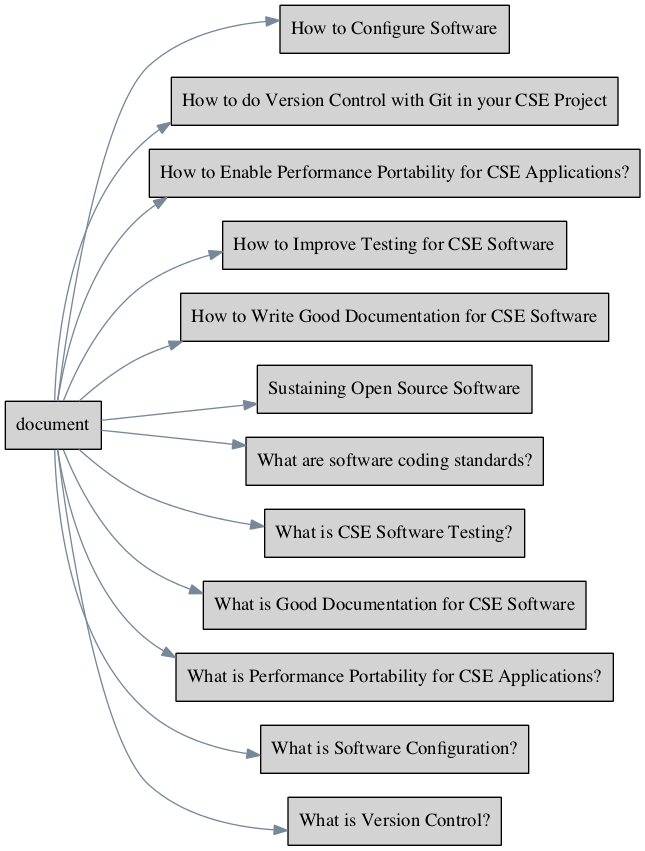 How to Configure Software
How to do Version Control with Git in your CSE Project
How to Enable Performance Portability for CSE Applications?
How to Improve Testing for CSE Software
How to Write Good Documentation for CSE Software
Sustaining Open Source Software
document
What are software coding standards?
What is CSE Software Testing?
What is Good Documentation for CSE Software
What is Performance Portability for CSE Applications?
What is Software Configuration?
What is Version Control?